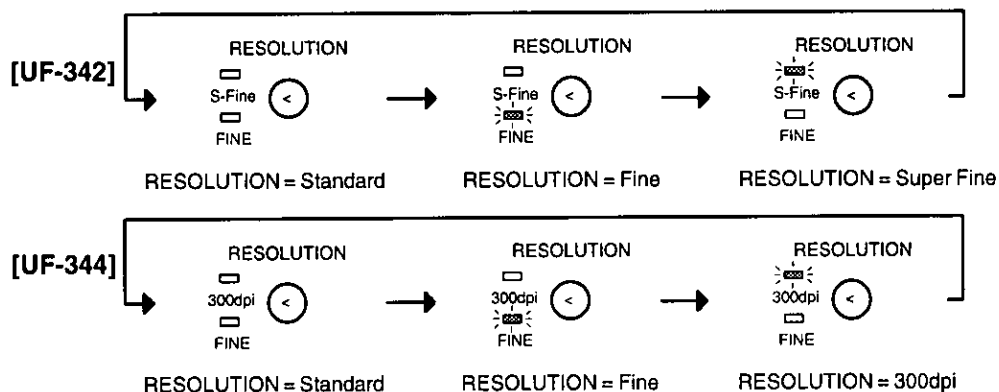 RESOLUTION RESOLUTION RESOLUTION
[UF-342]
S-Fine < S-Fine < S-Fine <
FINE FINE FINE
RESOLUTION = Standard RESOLUTION = Fine RESOLUTION = Super Fine
RESOLUTION RESOLUTION RESOLUTION
[UF-344]
300dpi < 300dpi < 300dpi <
FINE FINE FINE
RESOLUTION = Standard RESOLUTION = Fine RESOLUTION = 300dpi